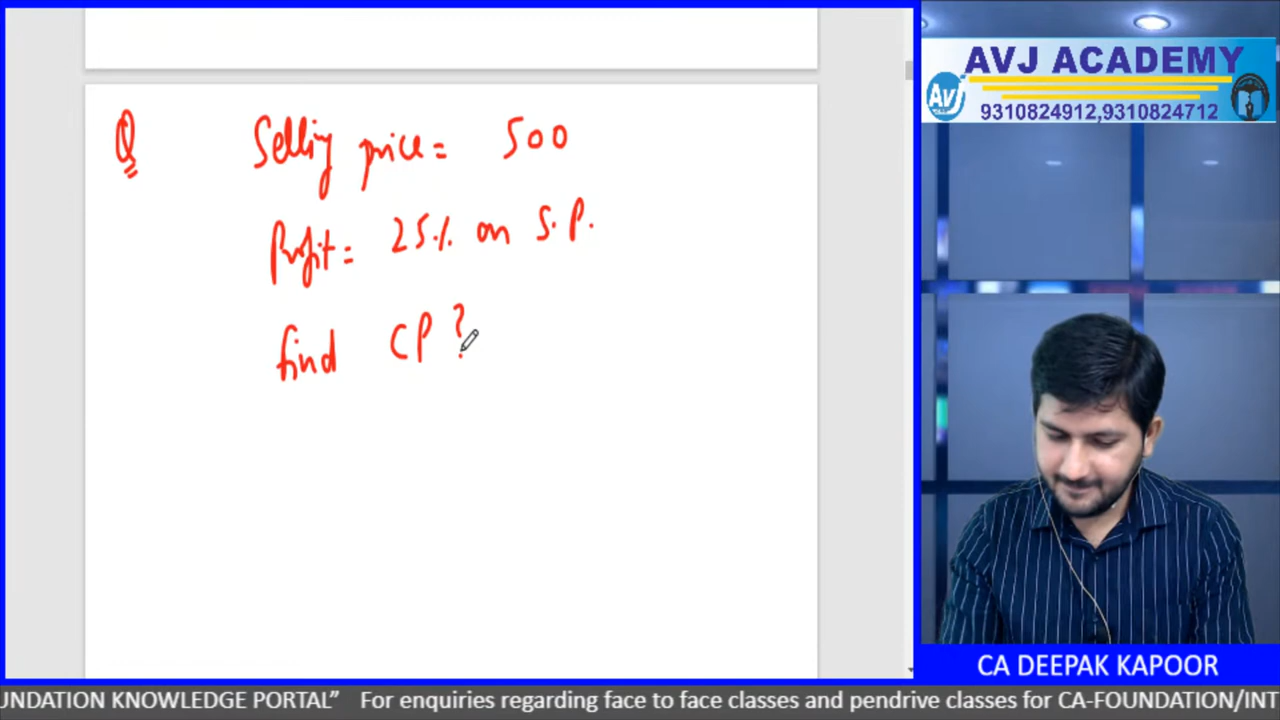 Q Selling price = 500
Profit = 25% on S.P.
find CP ?
AVJ ACADEMY
AV
9310824912,9310824712
CA DEEPAK KAPOOR
UNDATION KNOWLEDGE PORTAL” For enquiries regarding face to face classes and pendrive classes for CA-FOUNDATION/INT